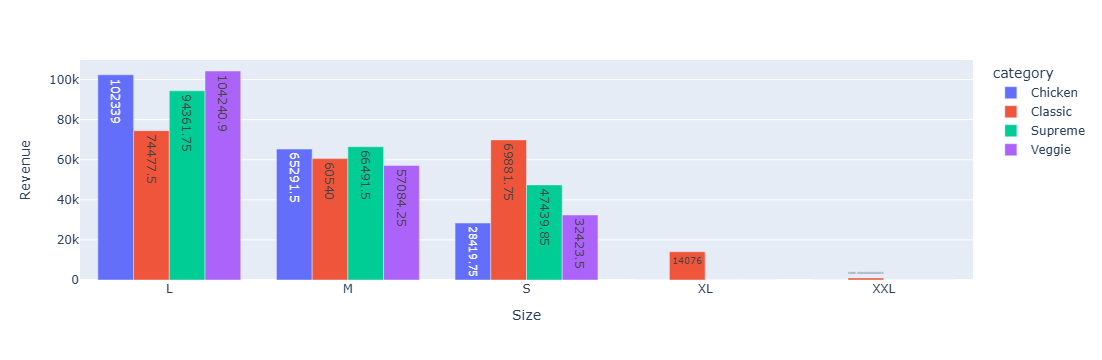 category
Chicken
Classic
Supreme
Veggie
Revenue
100k
80k
60k
40k
20k
0
102339
74477.5
94361.75
104240.9
65291.5
60540
66491.5
57084.25
28419.75
69881.75
47439.85
32423.5
14076
L M S XL XXL
Size